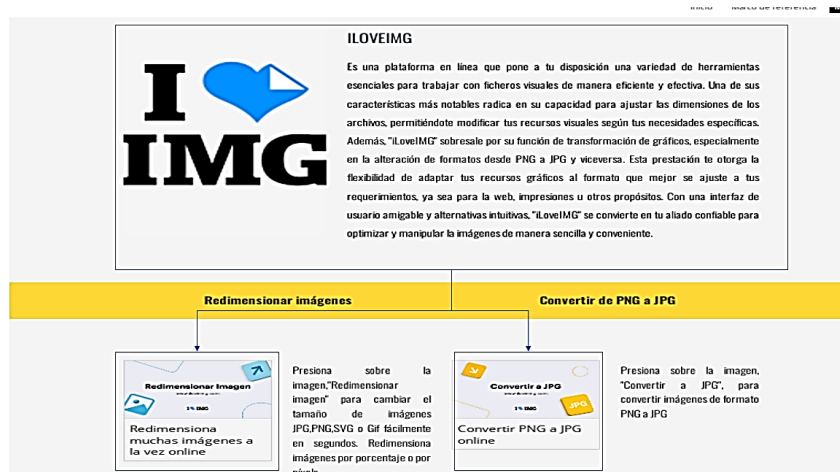 Inicio Marco de referencia
ILOVEIMG
I
IMG
Es una plataforma en línea que pone a tu disposición una variedad de herramientas
esenciales para trabajar con ficheros visuales de manera eficiente y efectiva. Una de sus
características más notables radica en su capacidad para ajustar las dimensiones de los
archivos, permitiéndote modificar tus recursos visuales según tus necesidades específicas.
Además, "iLoveIMG" sobresale por su función de transformación de gráficos, especialmente
en la alteración de formatos desde PNG a JPG y viceversa. Esta prestación te otorga la
flexibilidad de adaptar tus recursos gráficos al formato que mejor se ajuste a tus
requerimientos, ya sea para la web, impresiones u otros propósitos. Con una interfaz de
usuario amigable y alternativas intuitivas, "iLoveIMG" se convierte en tu aliado confiable para
optimizar y manipular la imágenes de manera sencilla y conveniente.
Redimensionar imágenes
Convertir de PNG a JPG
Redimensionar Imagen
I IMG
Redimensiona
muchas imágenes a
la vez online
Presiona sobre la
imagen,"Redimensionar
imagen" para cambiar el
tamaño de imágenes
JPG,PNG,SVG o Gif fácilmente
en segundos. Redimensiona
imágenes por porcentaje o por
Convertir a JPG
I IMG
JPG
Convertir PNG a JPG
online
Presiona sobre la imagen,
"Convertir a JPG", para
convertir imágenes de formato
PNG a JPG